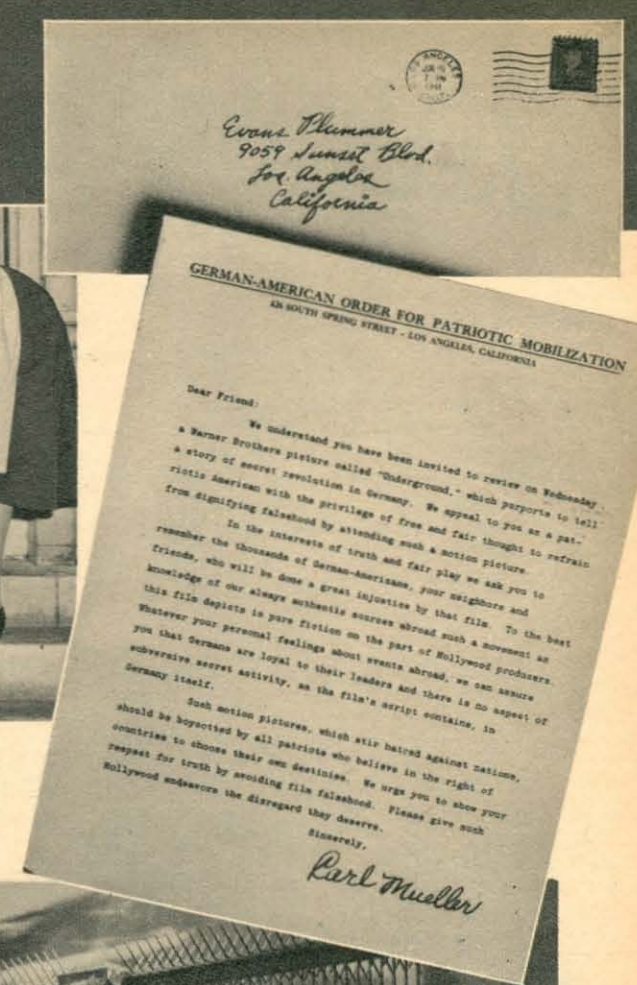 LOS ANGELES
1941
Evans Plummer
9059 Sunset Blvd.
Los Angeles
California
GERMAN-AMERICAN ORDER FOR PATRIOTIC MOBILIZATION
SOUTH SPRING STREET - LOS ANGELES, CALIFORNIA
Dear Friend:
We understand you have been invited to review on Wednesday
a Warner Brothers picture called "Underground," which purports to tell
a story of secret revolution in Germany. We appeal to you as a pat-
riotic American with the privilege of free and fair thought to refrain
from dignifying falsehood by attending such a motion picture.
In the interests of truth and fair play we ask you to
remember the thousands of German-Americans, your neighbors and
friends, who will be done a great injustice by that film. To the best
knowledge of our always authentic sources abroad such a movement as
this film depicts is pure fiction on the part of Hollywood producers.
Whatever your personal feelings about events abroad, we can assure
you that Germans are loyal to their leaders and there is no aspect of
subversive secret activity, as the film's script contains, in
Germany itself.
Such motion pictures, which stir hatred against nations,
should be boycotted by all patriots who believe in the right of
countries to choose their own destinies. We urge you to show your
respect for truth by avoiding film falsehood. Please give such
Hollywood endeavors the disregard they deserve.
Sincerely,
Carl Mueller